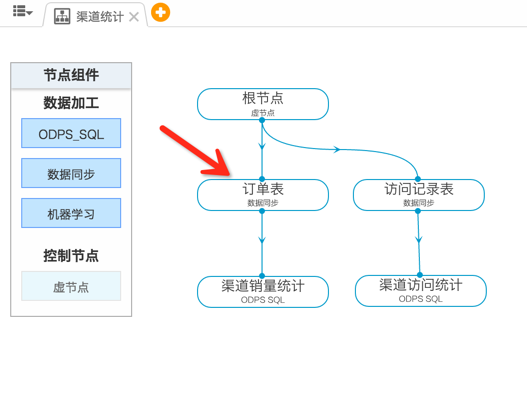 渠道统计
节点组件
数据加工
ODPS_SQL
数据同步
机器学习
控制节点
虚节点
根节点
虚节点
订单表
数据同步
访问记录表
数据同步
渠道销量统计
ODPS SQL
渠道访问统计
ODPS SQL